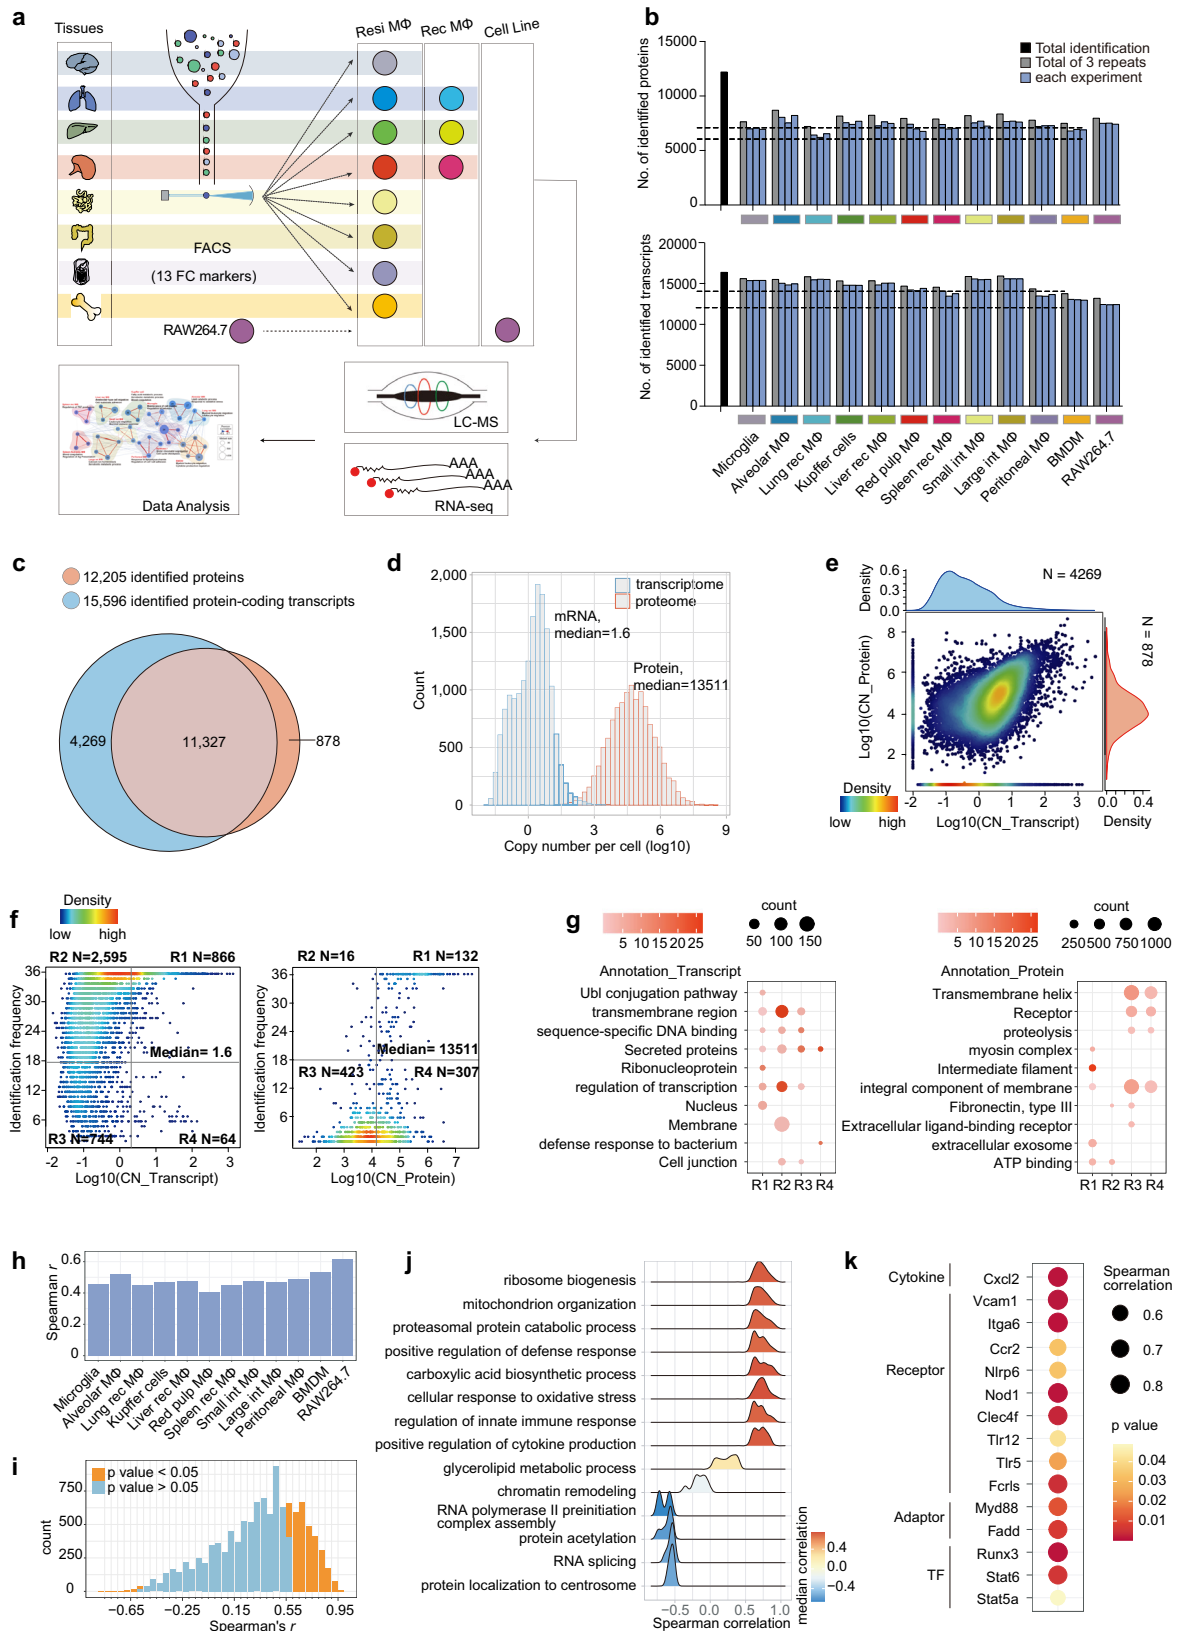 a
Tissues
Resi MΦ
Rec MΦ
Cell Line
FACS
(13 FC markers)
RAW264.7
LC-MS
AAA
AAA
AAA
RNA-seq
Data Analysis
b
15000
10000
5000
0
No. of identified proteins
Total identification
Total of 3 repeats
each experiment
20000
15000
10000
5000
0
No. of identified transcripts
Microglia
Alveolar MΦ
Lung rec MΦ
Kupffer cells
Liver rec MΦ
Red pulp MΦ
Spleen rec MΦ
Small int MΦ
Large int MΦ
Peritoneal MΦ
BMDM
RAW264.7
c
12,205 identified proteins
15,596 identified protein-coding transcripts
4,269
11,327
878
d
2,000
1,500
1,000
500
0
Count
transcriptome
proteome
mRNA,
median=1.6
Protein,
median=13511
0 3 6 9
Copy number per cell (log10)
e
Density
0.6
0.3
0.0
N = 4269
N = 878
8
6
4
2
Log10(CN_Protein)
Density
low high
-2 -1 0 1 2 3
Log10(CN_Transcript)
0.0 0.4
Density
f
Density
low high
R2 N=2,595 R1 N=866
36
30
24
18
12
6
Identification frequency
Median= 1.6
R3 N=744 R4 N=64
-2 -1 0 1 2 3
Log10(CN_Transcript)
R2 N=16 R1 N=132
36
30
24
18
12
6
Identification frequency
Median= 13511
R3 N=423 R4 N=307
2 3 4 5 6 7
Log10(CN_Protein)
g
5 10 15 20 25
count
50 100 150
Annotation_Transcript
Ubl conjugation pathway
transmembrane region
sequence-specific DNA binding
Secreted proteins
Ribonucleoprotein
regulation of transcription
Nucleus
Membrane
defense response to bacterium
Cell junction
R1 R2 R3 R4
5 10 15 20 25
count
250 500 750 1000
Annotation_Protein
Transmembrane helix
Receptor
proteolysis
myosin complex
Intermediate filament
integral component of membrane
Fibronectin, type III
Extracellular ligand-binding receptor
extracellular exosome
ATP binding
R1 R2 R3 R4
h
0.6
0.4
0.2
0
Spearman r
Microglia
Alveolar MΦ
Lung rec MΦ
Kupffer cells
Liver rec MΦ
Red pulp MΦ
Spleen rec MΦ
Small int MΦ
Large int MΦ
Peritoneal MΦ
BMDM
RAW264.7
i
p value < 0.05
p value > 0.05
750
500
250
0
count
−0.65 −0.25 0.15 0.55 0.95
Spearman's r
j
ribosome biogenesis
mitochondrion organization
proteasomal protein catabolic process
positive regulation of defense response
carboxylic acid biosynthetic process
cellular response to oxidative stress
regulation of innate immune response
positive regulation of cytokine production
glycerolipid metabolic process
chromatin remodeling
RNA polymerase II preinitiation
complex assembly
protein acetylation
RNA splicing
protein localization to centrosome
−0.5 0.0 0.5 1.0
Spearman correlation
median correlation
0.4
0.0
−0.4
k
Cytokine
Receptor
Adaptor
TF
Cxcl2
Vcam1
Itga6
Ccr2
Nlrp6
Nod1
Clec4f
Tlr12
Tlr5
Fcrls
Myd88
Fadd
Runx3
Stat6
Stat5a
Spearman
correlation
0.6
0.7
0.8
p value
0.04
0.03
0.02
0.01